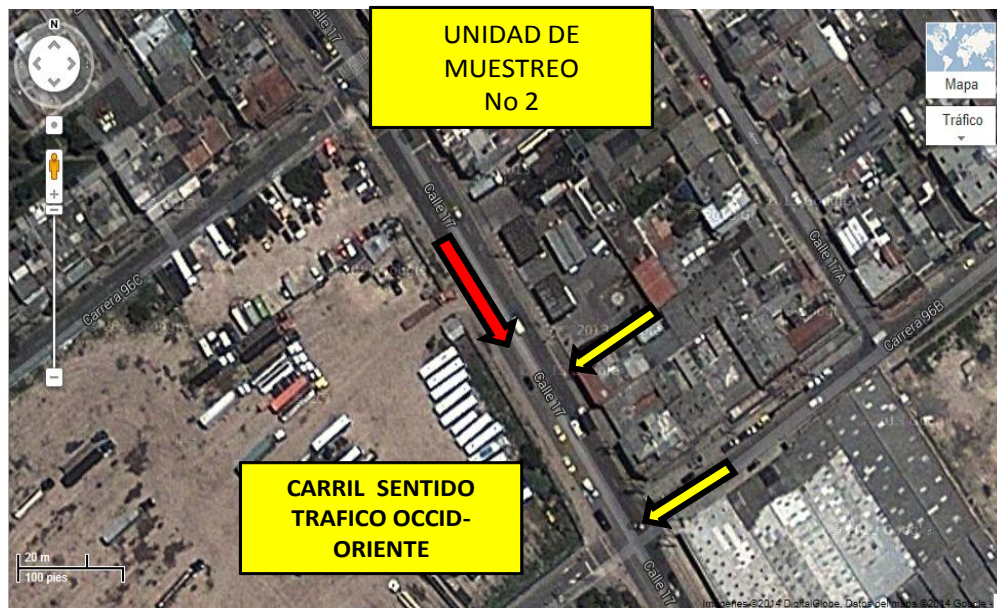 UNIDAD DE
MUESTREO
No 2
N
Mapa
Tráfico
Calle 17
Calle 17
Calle 17A
Carrera 96C
Carrera 96B
Calle 17
Calle 17
CARRIL SENTIDO
TRAFICO OCCID-
ORIENTE
20 m
100 pies
Imágenes ©2014 DigitalGlobe, Datos del mapa ©2014 Google